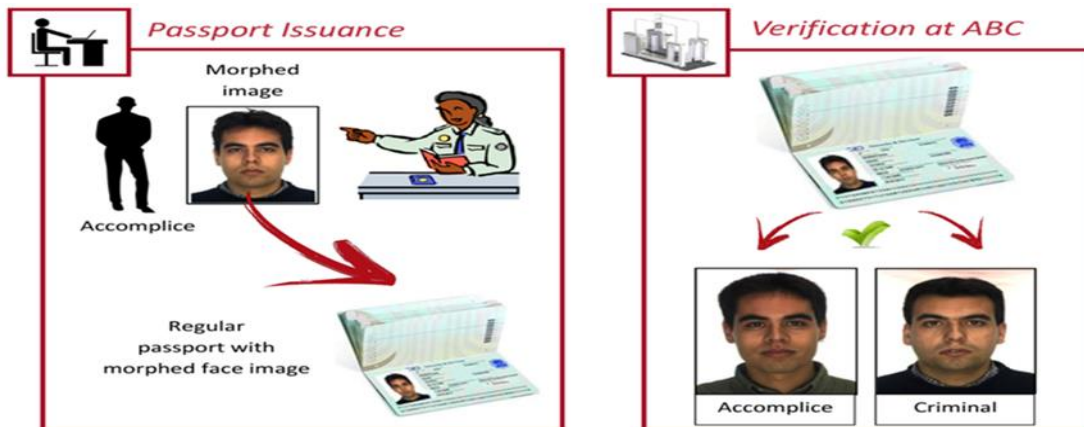 Passport Issuance
Morphed
image
Accomplice
Regular
passport with
morphed face image
Verification at ABC
Accomplice
Criminal